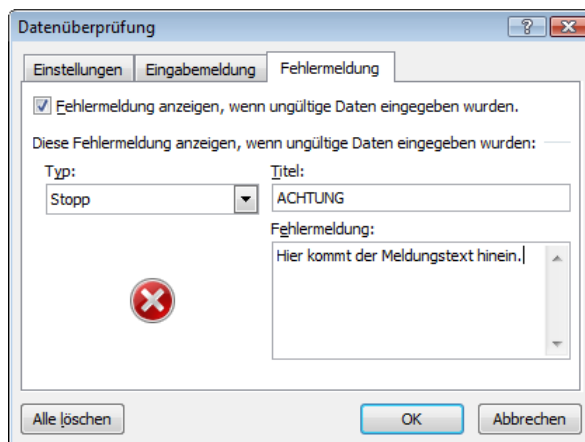 Datenüberprüfung
Einstellungen Eingabemeldung Fehlermeldung
Fehlermeldung anzeigen, wenn ungültige Daten eingegeben wurden.
Diese Fehlermeldung anzeigen, wenn ungültige Daten eingegeben wurden:
Typ: Titel:
Stopp ACHTUNG
Fehlermeldung:
Hier kommt der Meldungstext hinein.
Alle löschen OK Abbrechen